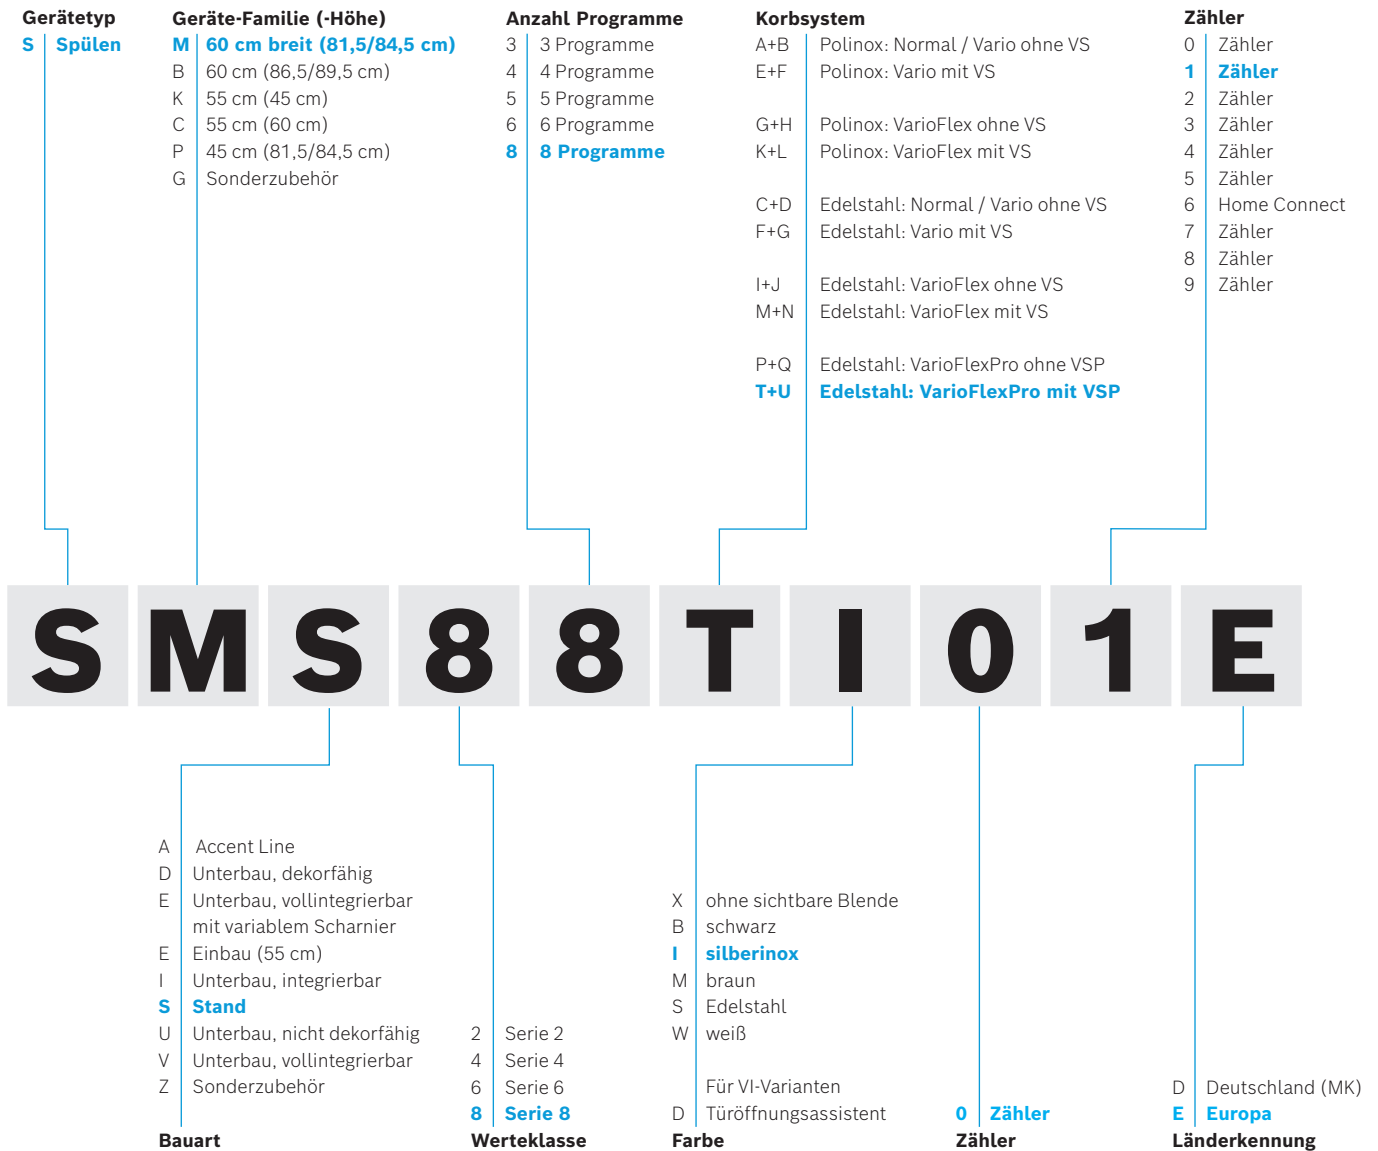 Gerätetyp
S Spülen
Geräte-Familie (-Höhe)
M 60 cm breit (81,5/84,5 cm)
B 60 cm (86,5/89,5 cm)
K 55 cm (45 cm)
C 55 cm (60 cm)
P 45 cm (81,5/84,5 cm)
G Sonderzubehör
Anzahl Programme
3 3 Programme
4 4 Programme
5 5 Programme
6 6 Programme
8 8 Programme
Korbsystem
A+B Polinox: Normal / Vario ohne VS
E+F Polinox: Vario mit VS
G+H Polinox: VarioFlex ohne VS
K+L Polinox: VarioFlex mit VS
C+D Edelstahl: Normal / Vario ohne VS
F+G Edelstahl: Vario mit VS
I+J Edelstahl: VarioFlex ohne VS
M+N Edelstahl: VarioFlex mit VS
P+Q Edelstahl: VarioFlexPro ohne VSP
T+U Edelstahl: VarioFlexPro mit VSP
Zähler
0 Zähler
1 Zähler
2 Zähler
3 Zähler
4 Zähler
5 Zähler
6 Home Connect
7 Zähler
8 Zähler
9 Zähler
SMS88TI01E
A Accent Line
D Unterbau, dekorfähig
E Unterbau, vollintegrierbar
mit variablem Scharnier
E Einbau (55 cm)
I Unterbau, integrierbar
S Stand
U Unterbau, nicht dekorfähig
V Unterbau, vollintegrierbar
Z Sonderzubehör
Bauart
2 Serie 2
4 Serie 4
6 Serie 6
8 Serie 8
Werteklasse
X ohne sichtbare Blende
B schwarz
I silberinox
M braun
S Edelstahl
W weiß
Für VI-Varianten
D Türöffnungsassistent
Farbe
0 Zähler
Zähler
D Deutschland (MK)
E Europa
Länderkennung